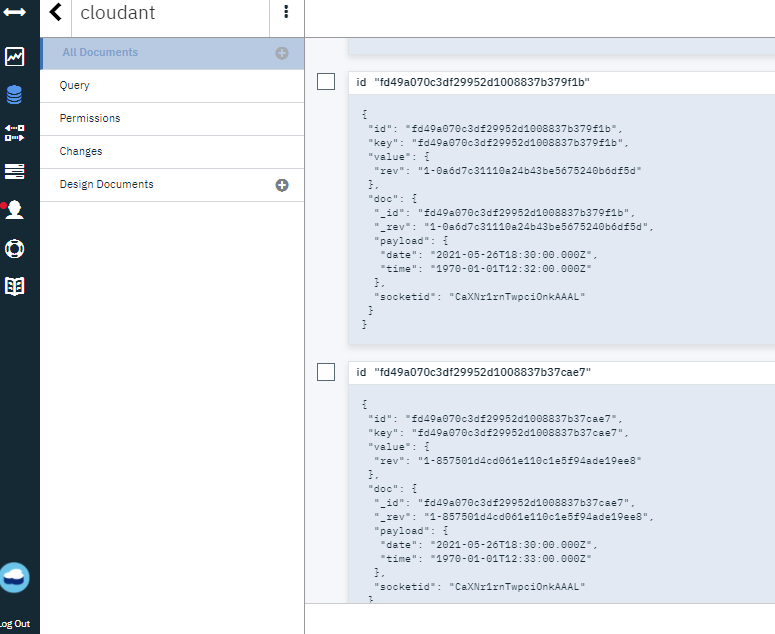 cloudant
All Documents
Query
Permissions
Changes
Design Documents
Log Out
id "fd49a070c3df29952d1008837b379f1b"
{
"id": "fd49a070c3df29952d1008837b379f1b",
"key": "fd49a070c3df29952d1008837b379f1b",
"value": {
"rev": "1-0a6d7c31110a24b43be5675240b6df5d"
},
"doc": {
"_id": "fd49a070c3df29952d1008837b379f1b",
"_rev": "1-0a6d7c31110a24b43be5675240b6df5d",
"payload": {
"date": "2021-05-26T18:30:00.000Z",
"time": "1970-01-01T12:32:00.000Z"
},
"socketid": "CaXNr1rnTwpciOnkAAAL"
}
}
id "fd49a070c3df29952d1008837b37cae7"
{
"id": "fd49a070c3df29952d1008837b37cae7",
"key": "fd49a070c3df29952d1008837b37cae7",
"value": {
"rev": "1-857501d4cd061e110c1e5f94ade19ee8"
},
"doc": {
"_id": "fd49a070c3df29952d1008837b37cae7",
"_rev": "1-857501d4cd061e110c1e5f94ade19ee8",
"payload": {
"date": "2021-05-26T18:30:00.000Z",
"time": "1970-01-01T12:33:00.000Z"
},
"socketid": "CaXNr1rnTwpciOnkAAAL"
}